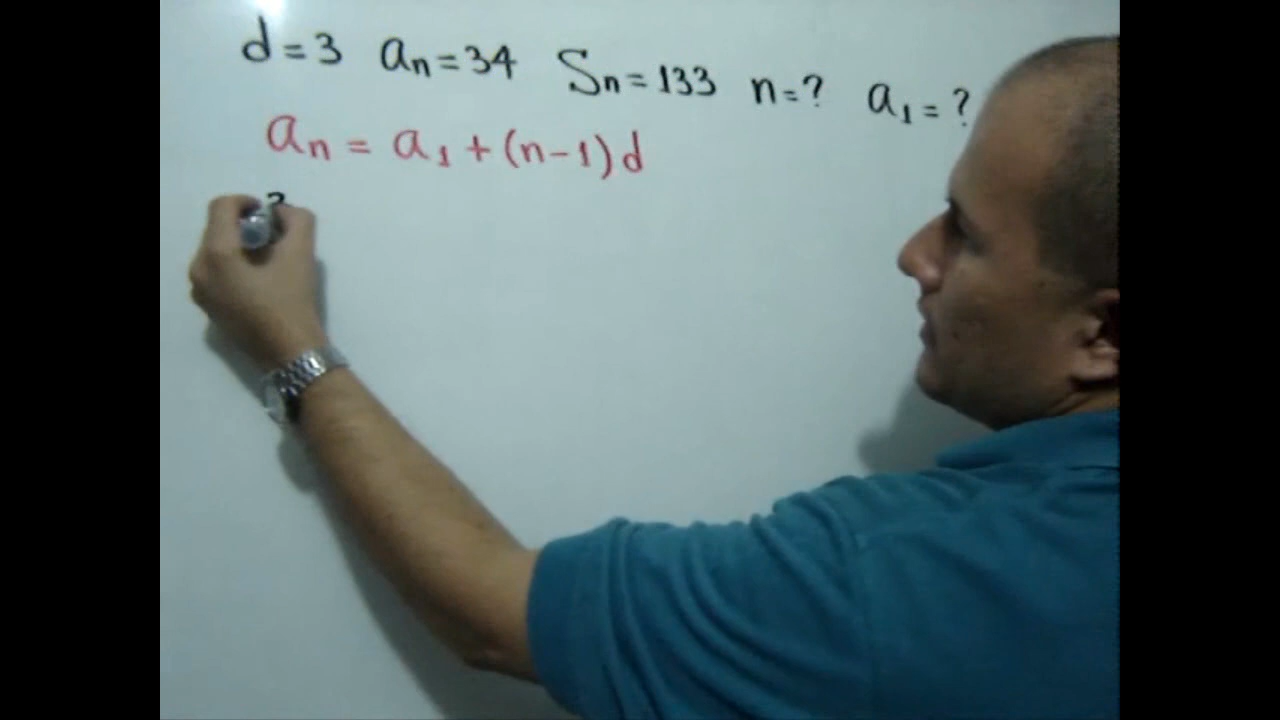 d = 3 aₙ = 34 Sₙ = 133 n = ? a₁ = ?
aₙ = a₁ + (n - 1) d